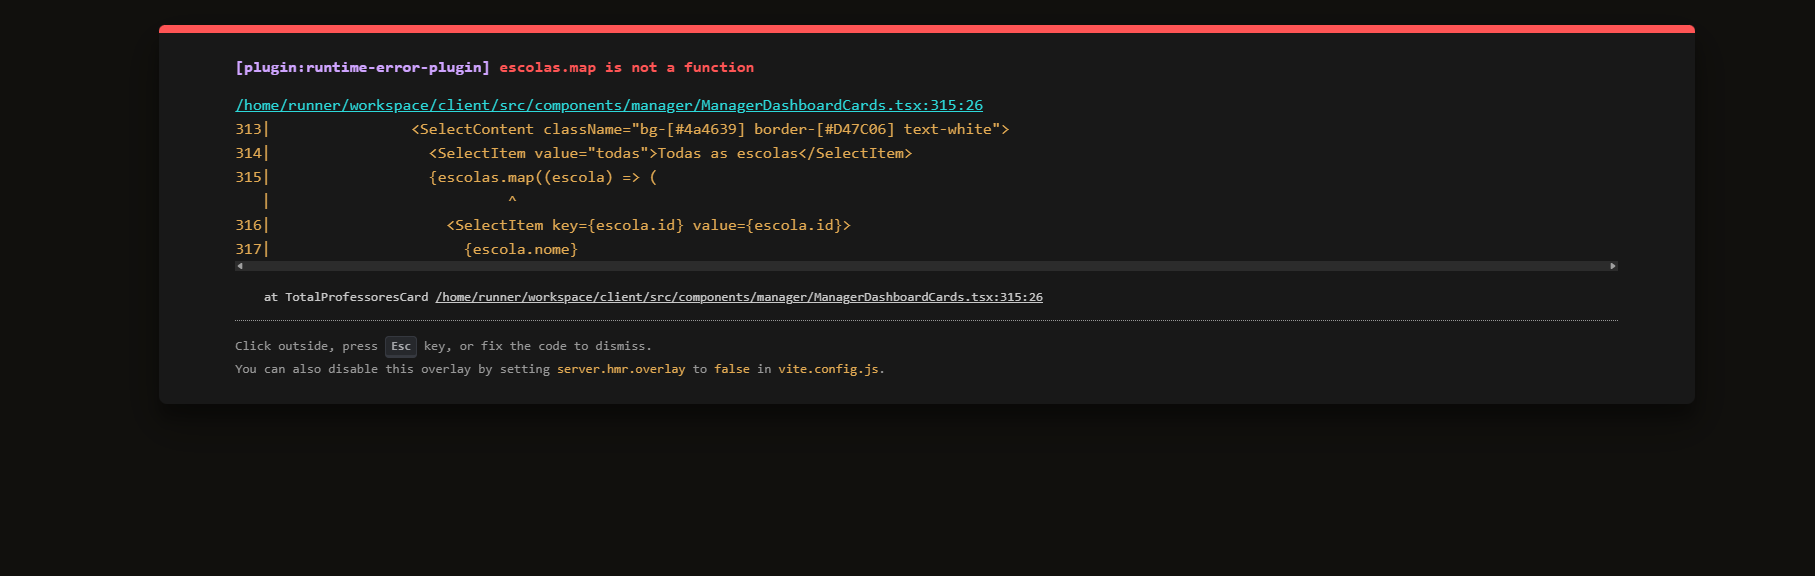 [plugin:runtime-error-plugin] escolas.map is not a function
/home/runner/workspace/client/src/components/manager/ManagerDashboardCards.tsx:315:26
313|                <SelectContent className="bg-[#4a4639] border-[#D47C06] text-white">
314|                  <SelectItem value="todas">Todas as escolas</SelectItem>
315|                  {escolas.map((escola) => (
   |                           ^
316|                    <SelectItem key={escola.id} value={escola.id}>
317|                      {escola.nome}
at TotalProfessoresCard /home/runner/workspace/client/src/components/manager/ManagerDashboardCards.tsx:315:26
Click outside, press Esc key, or fix the code to dismiss.
You can also disable this overlay by setting server.hmr.overlay to false in vite.config.js.